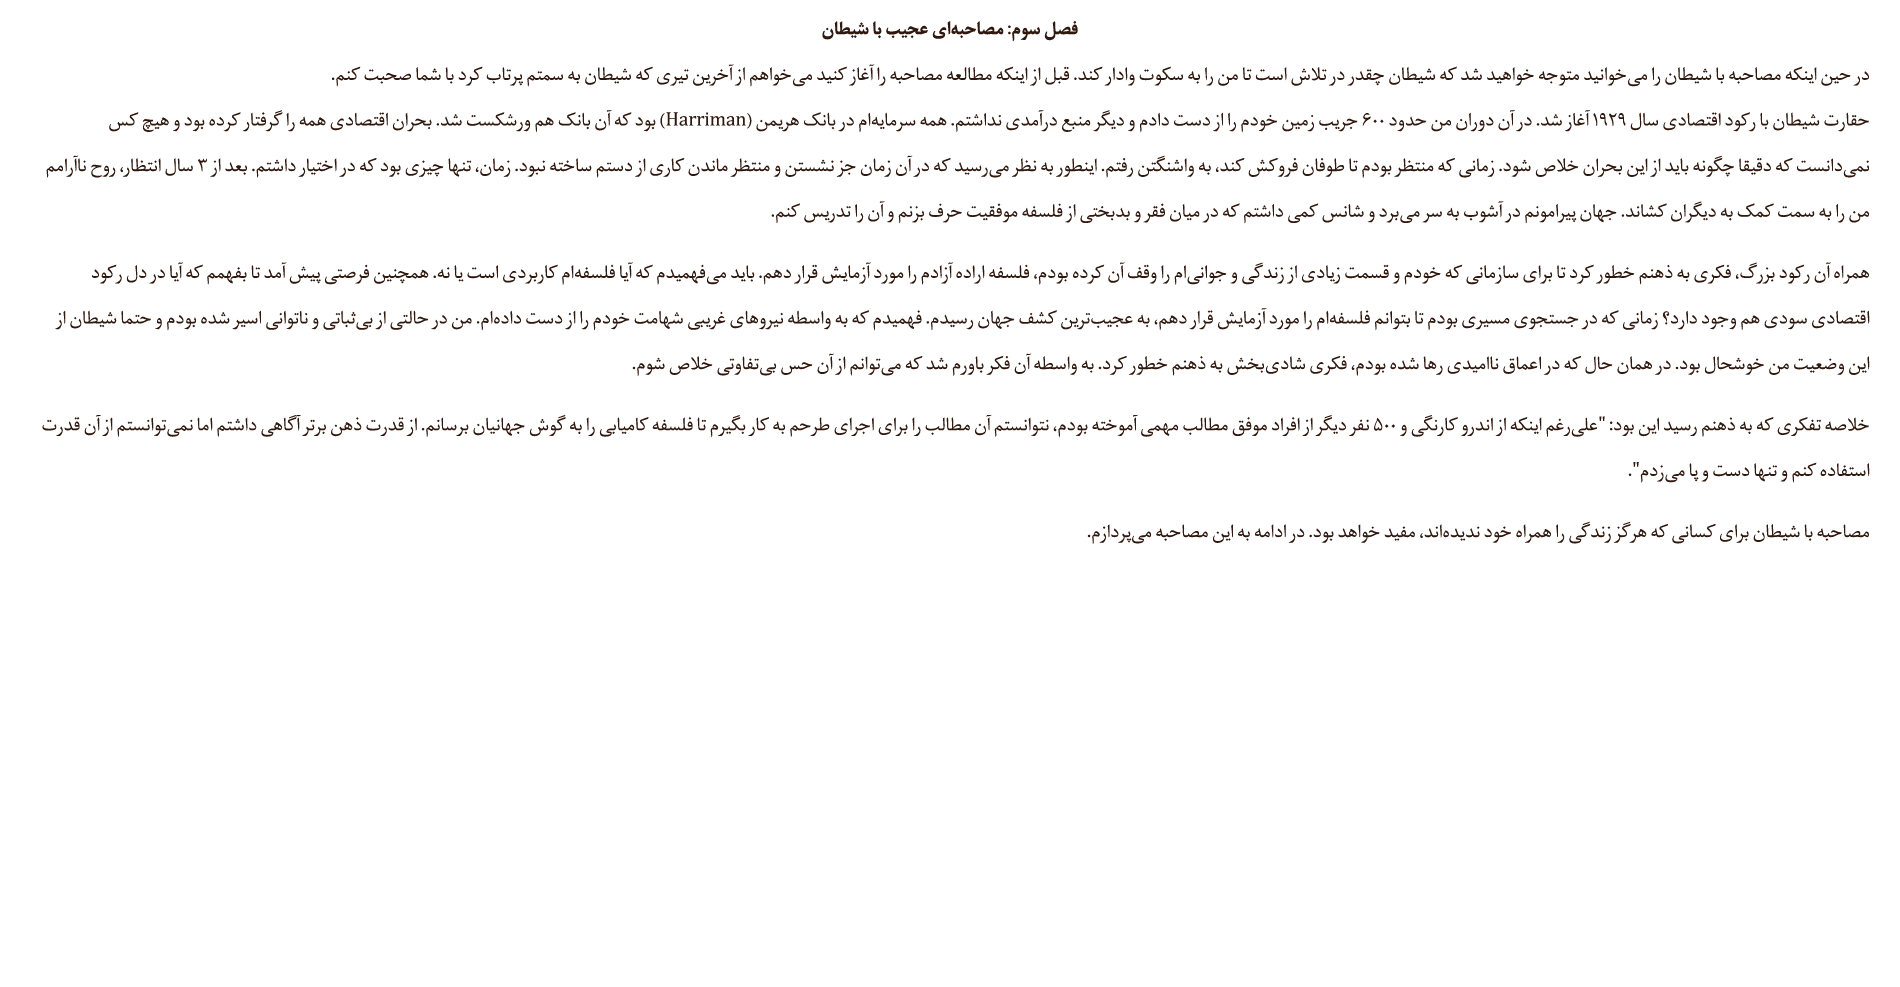 فصل سوم: مصاحبه‌ای عجیب با شیطان
در حین اینکه مصاحبه با شیطان را می‌خوانید متوجه خواهید شد که شیطان چقدر در تلاش است تا من را به سکوت وادار کند. قبل از اینکه مطالعه مصاحبه را آغاز کنید می‌خواهم از آخرین تیری که شیطان به سمتم پرتاب کرد با شما صحبت کنم.
حقارت شیطان با رکود اقتصادی سال ۱۹۲۹ آغاز شد. در آن دوران من حدود ۶۰۰ جریب زمین خودم را از دست دادم و دیگر منبع درآمدی نداشتم. همه سرمایه‌ام در بانک هریمن (Harriman) بود که آن بانک هم ورشکست شد. بحران اقتصادی همه را گرفتار کرده بود و هیچ کس
نمی‌دانست که دقیقا چگونه باید از این بحران خلاص شود. زمانی که منتظر بودم تا طوفان فروکش کند، به واشنگتن رفتم. اینطور به نظر می‌رسید که در آن زمان جز نشستن و منتظر ماندن کاری از دستم ساخته نبود. زمان، تنها چیزی بود که در اختیار داشتم. بعد از ۳ سال انتظار، روح ناآرامم
من را به سمت کمک به دیگران کشاند. جهان پیرامونم در آشوب به سر می‌برد و شانس کمی داشتم که در میان فقر و بدبختی از فلسفه موفقیت حرف بزنم و آن را تدریس کنم.
همراه آن رکود بزرگ، فکری به ذهنم خطور کرد تا برای سازمانی که خودم و قسمت زیادی از زندگی و جوانی‌ام را وقف آن کرده بودم، فلسفه اراده آزادم را مورد آزمایش قرار دهم. باید می‌فهمیدم که آیا فلسفه‌ام کاربردی است یا نه. همچنین فرصتی پیش آمد تا بفهمم که آیا در دل رکود
اقتصادی سودی هم وجود دارد؟ زمانی که در جستجوی مسیری بودم تا بتوانم فلسفه‌ام را مورد آزمایش قرار دهم، به عجیب‌ترین کشف جهان رسیدم. فهمیدم که به واسطه نیروهای غریبی شهامت خودم را از دست داده‌ام. من در حالتی از بی‌ثباتی و ناتوانی اسیر شده بودم و حتما شیطان از
این وضعیت من خوشحال بود. در همان حال که در اعماق ناامیدی رها شده بودم، فکری شادی‌بخش به ذهنم خطور کرد. به واسطه آن فکر باورم شد که می‌توانم از آن حس بی‌تفاوتی خلاص شوم.
خلاصه تفکری که به ذهنم رسید این بود: "علی‌رغم اینکه از اندرو کارنگی و ۵۰۰ نفر دیگر از افراد موفق مطالب مهمی آموخته بودم، نتوانستم آن مطالب را برای اجرای طرحم به کار بگیرم تا فلسفه کامیابی را به گوش جهانیان برسانم. از قدرت ذهن برتر آگاهی داشتم اما نمی‌توانستم از آن قدرت
استفاده کنم و تنها دست و پا می‌زدم".
مصاحبه با شیطان برای کسانی که هرگز زندگی را همراه خود ندیده‌اند، مفید خواهد بود. در ادامه به این مصاحبه می‌پردازم.